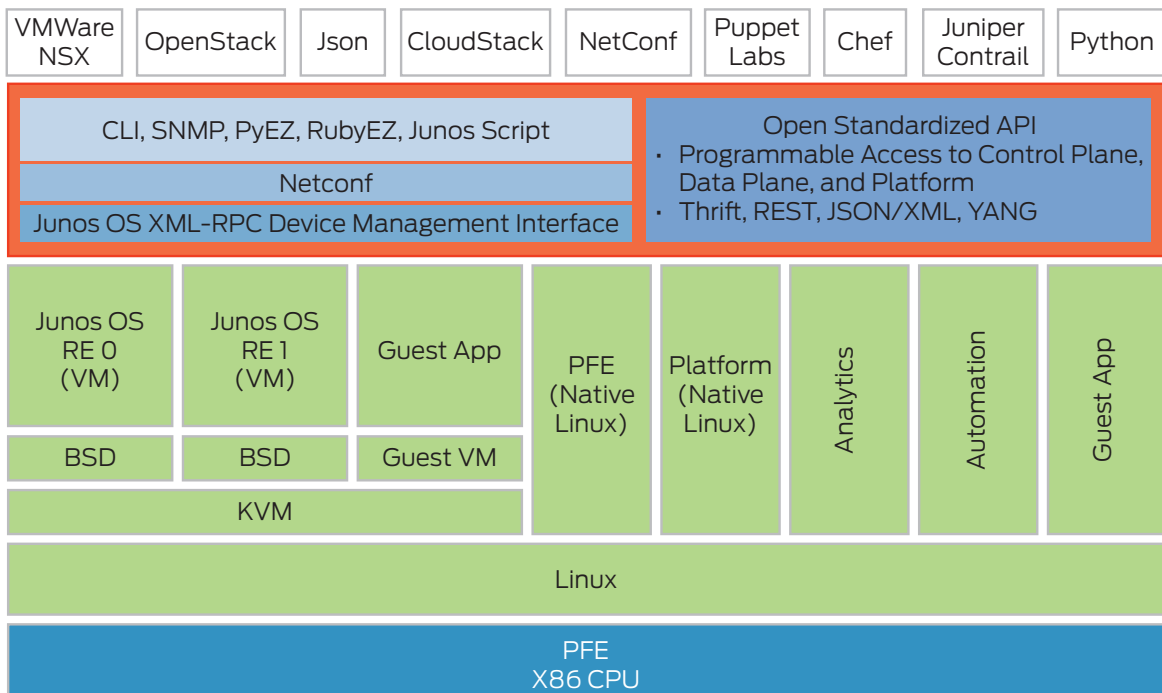 VMWare
NSX
OpenStack
Json
CloudStack
NetConf
Puppet
Labs
Chef
Juniper
Contrail
Python
CLI, SNMP, PyEZ, RubyEZ, Junos Script
Netconf
Junos OS XML-RPC Device Management Interface
Open Standardized API
· Programmable Access to Control Plane,
Data Plane, and Platform
· Thrift, REST, JSON/XML, YANG
Junos OS
RE 0
(VM)
Junos OS
RE 1
(VM)
Guest App
PFE
(Native
Linux)
Platform
(Native
Linux)
Analytics
Automation
Guest App
BSD
BSD
Guest VM
KVM
Linux
PFE
X86 CPU